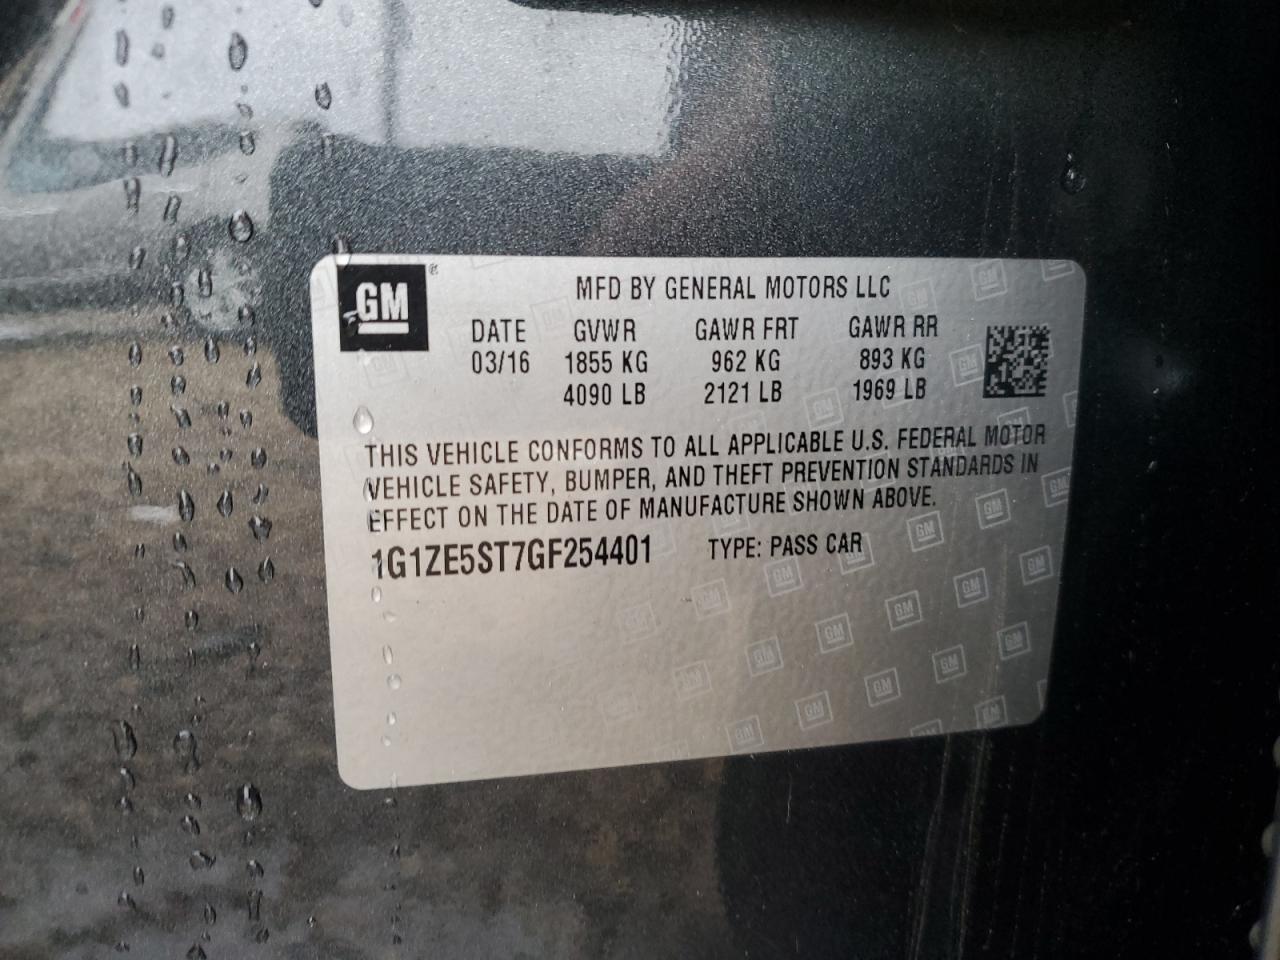 GM®
MFD BY GENERAL MOTORS LLC
DATE GVWR GAWR FRT GAWR RR
03/16 1855 KG 962 KG 893 KG
4090 LB 2121 LB 1969 LB
THIS VEHICLE CONFORMS TO ALL APPLICABLE U.S. FEDERAL MOTOR
VEHICLE SAFETY, BUMPER, AND THEFT PREVENTION STANDARDS IN
EFFECT ON THE DATE OF MANUFACTURE SHOWN ABOVE.
1G1ZE5ST7GF254401 TYPE: PASS CAR